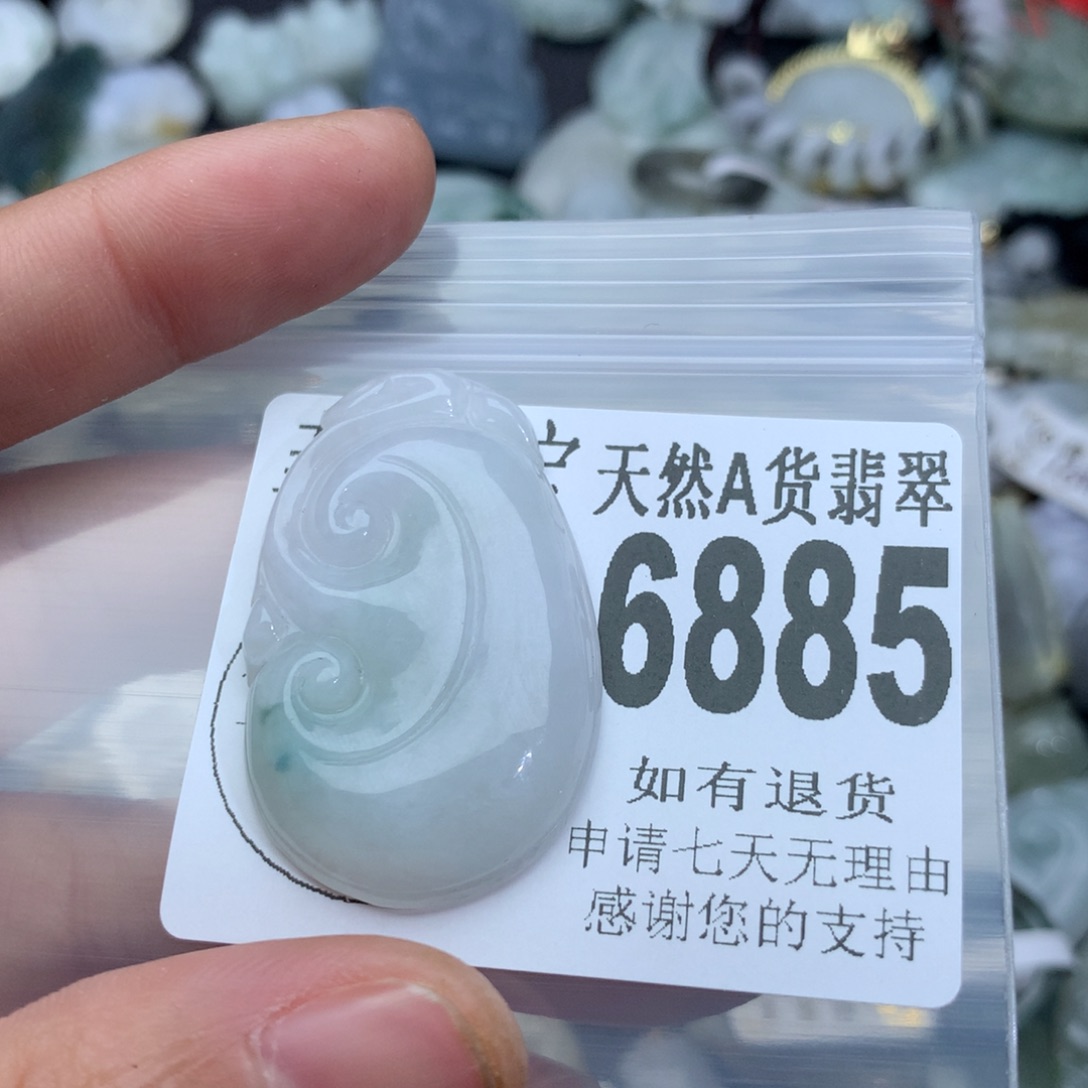 天然A货翡翠
6885
如有退货
申请七天无理由
感谢您的支持